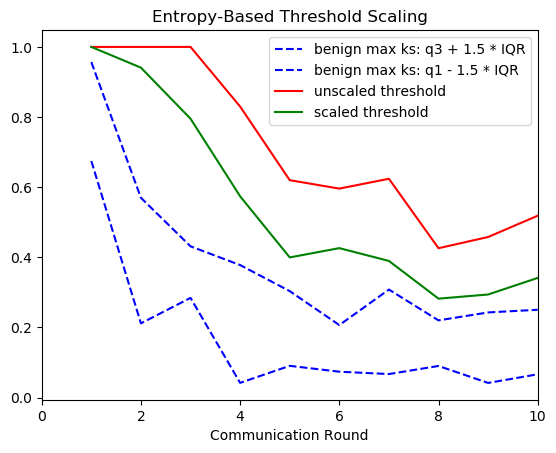 Entropy-Based Threshold Scaling
benign max ks: q3 + 1.5 * IQR
benign max ks: q1 - 1.5 * IQR
unscaled threshold
scaled threshold
1.0
0.8
0.6
0.4
0.2
0.0
0 2 4 6 8 10
Communication Round